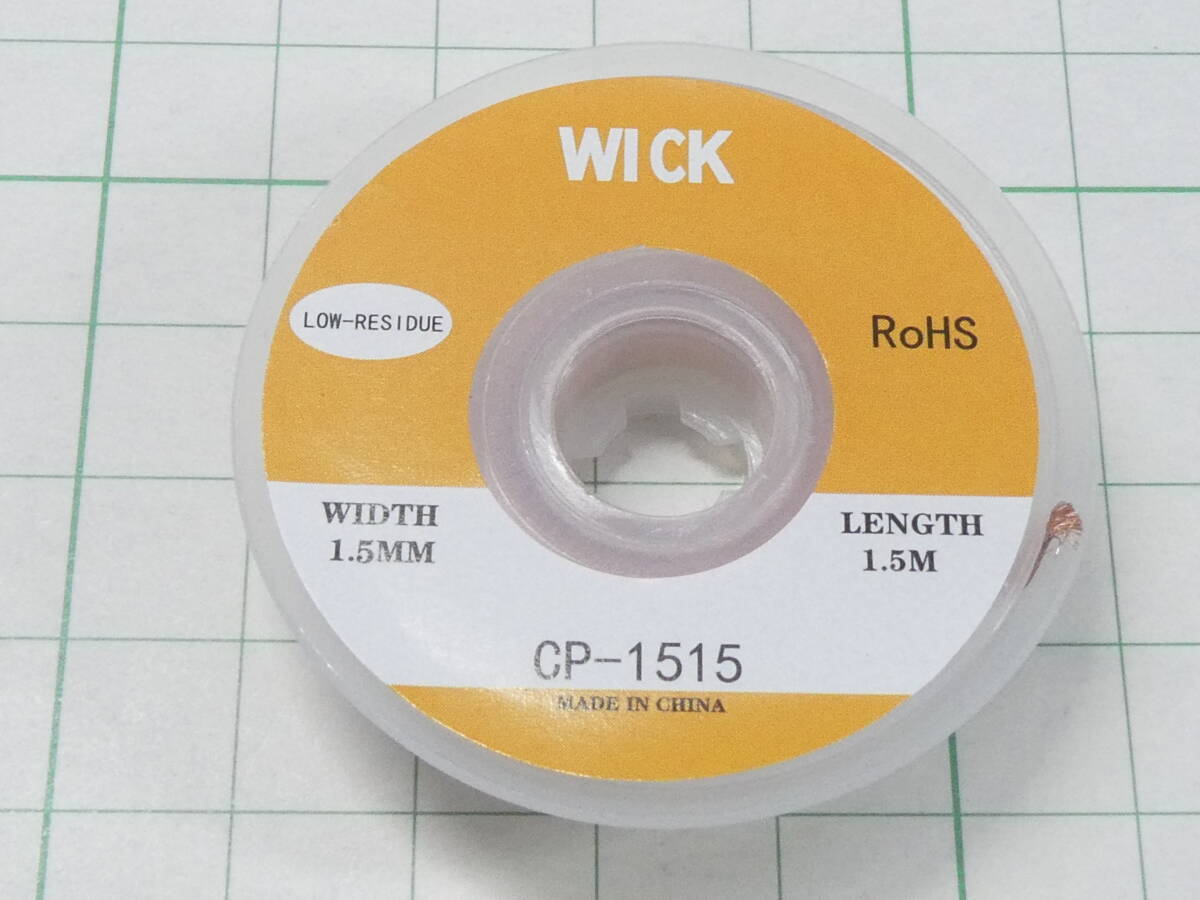 WICK
LOW-RESIDUE
RoHS
WIDTH
1.5MM
LENGTH
1.5M
CP-1515
MADE IN CHINA